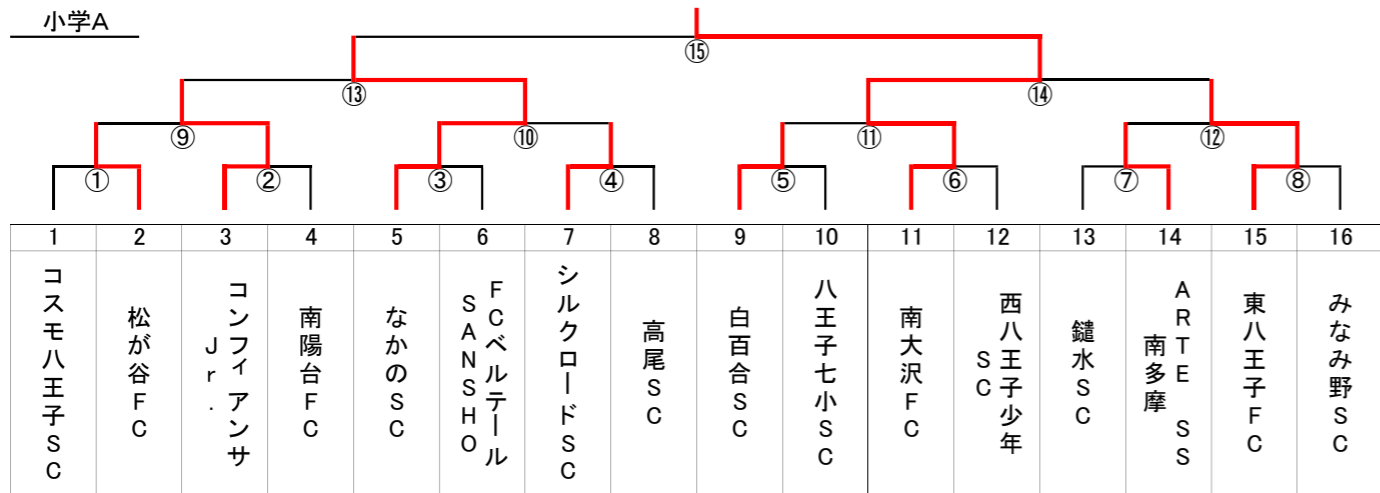 小学A
⑮
⑬
⑭
⑨
⑩
⑪
⑫
①
②
③
④
⑤
⑥
⑦
⑧
1
2
3
4
5
6
7
8
9
10
11
12
13
14
15
16
コスモ八王子SC
松が谷FC
コンフィアンサ
Jr.
南陽台FC
なかのSC
FCベルテール
SANSHO
シルクロードSC
高尾SC
白百合SC
八王子七小SC
南大沢FC
西八王子少年
SC
鑓水SC
ARTE SS
南多摩
東八王子FC
みなみ野SC